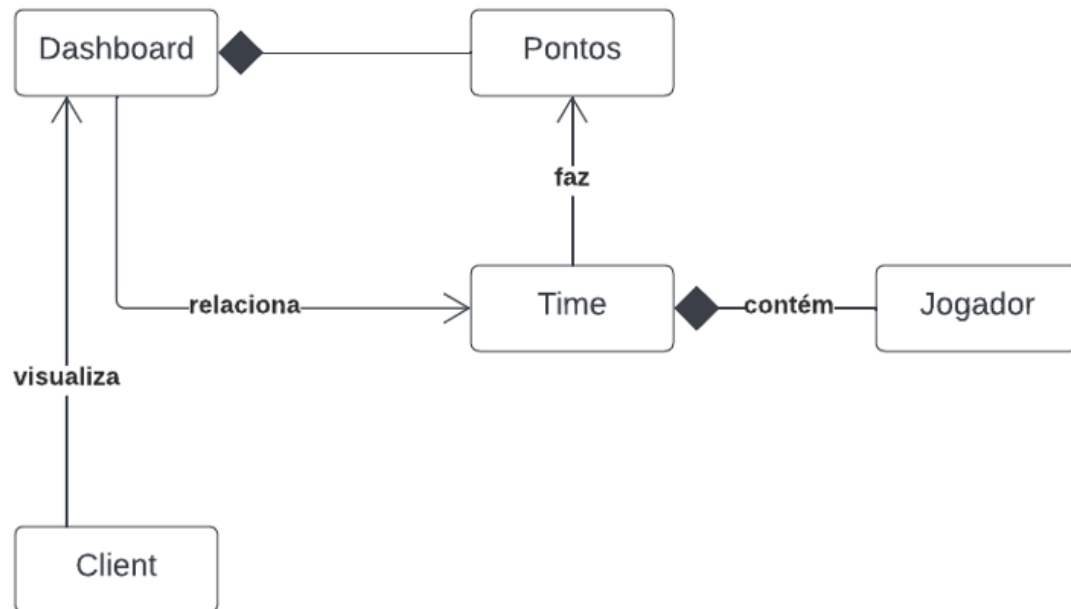 Dashboard
Pontos
faz
relaciona
Time
contém
Jogador
visualiza
Client